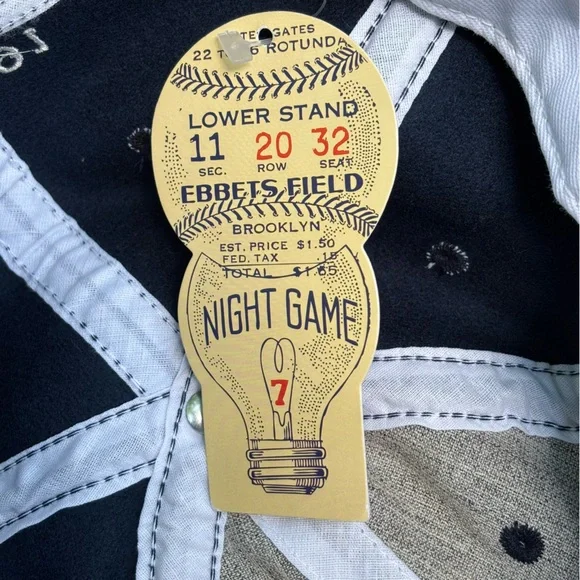 GATES
22 ROTUNDA
LOWER STAND
11 20 32
SEC. ROW SEAT
EBBETS FIELD
BROOKLYN
EST. PRICE $1.50
FED. TAX 15
TOTAL $1.65
NIGHT GAME
7